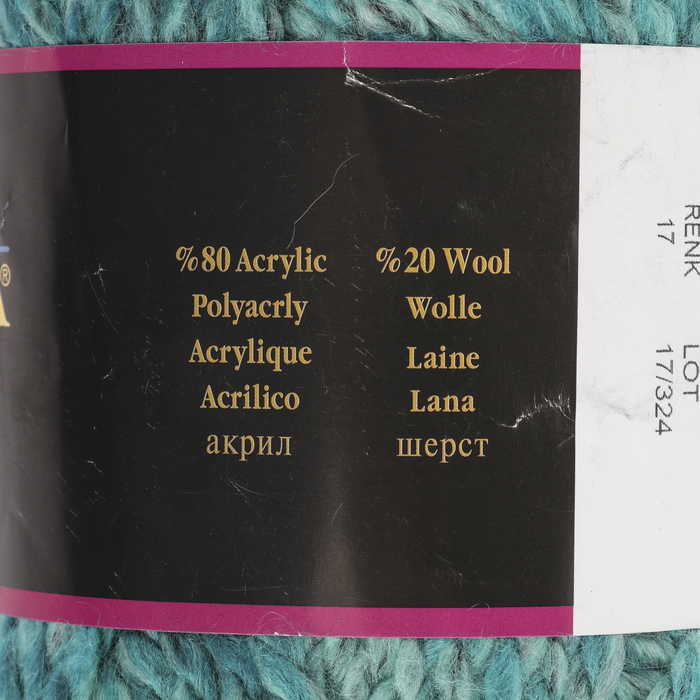 %80 Acrylic
Polyacrly
Acrylique
Acrilico
акрил
%20 Wool
Wolle
Laine
Lana
шерст
RENK
17
LOT
17/324